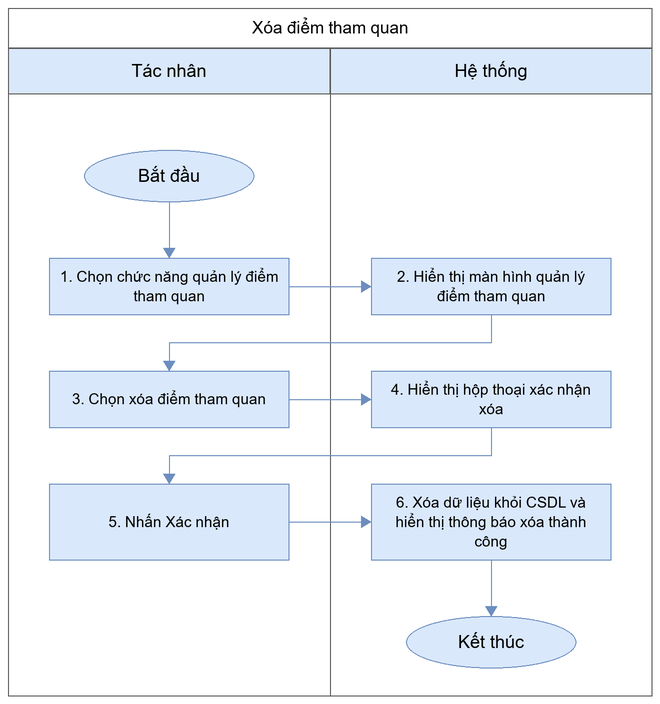 Xóa điểm tham quan
Tác nhân
Hệ thống
Bắt đầu
1. Chọn chức năng quản lý điểm
tham quan
2. Hiển thị màn hình quản lý
điểm tham quan
3. Chọn xóa điểm tham quan
4. Hiển thị hộp thoại xác nhận
xóa
5. Nhấn Xác nhận
6. Xóa dữ liệu khỏi CSDL và
hiển thị thông báo xóa thành
công
Kết thúc